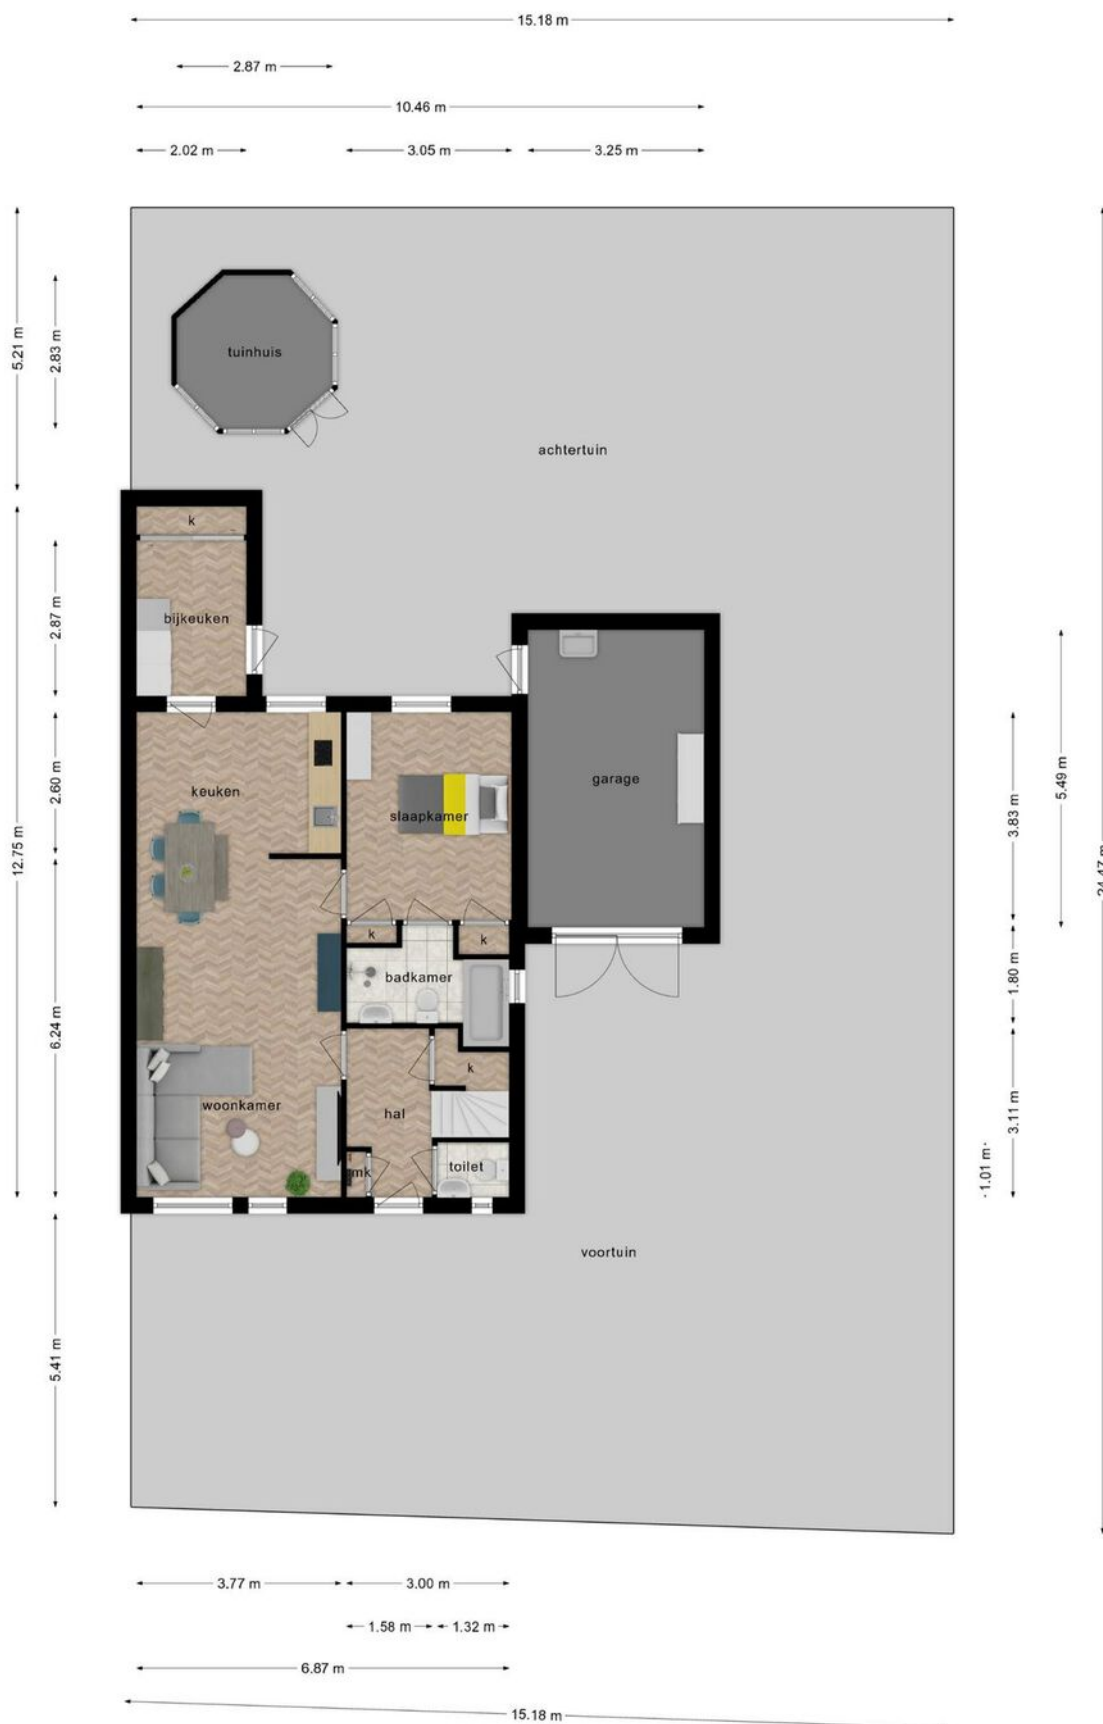 15.18 m
2.87 m
10.46 m
2.02 m
3.05 m
3.25 m
5.21 m
2.83 m
tuinhuis
achtertuin
k
2.87 m
bijkeuken
12.75 m
2.60 m
keuken
slaapkamer
garage
3.83 m
5.49 m
24.47 m
k
k
badkamer
1.80 m
6.24 m
k
woonkamer
hal
3.11 m
mk
toilet
1.01 m
voortuin
5.41 m
3.77 m
3.00 m
1.58 m
1.32 m
6.87 m
15.18 m